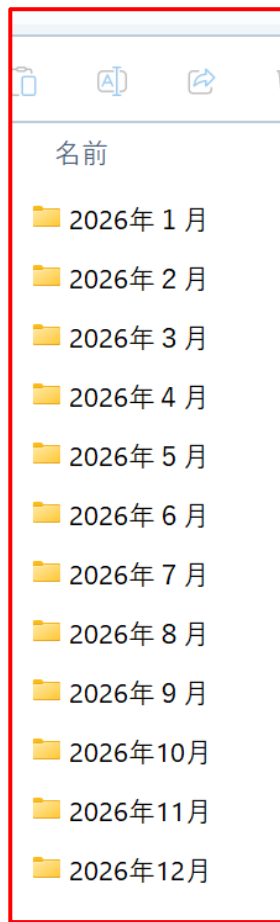 名前
2026年 1 月
2026年 2 月
2026年 3 月
2026年 4 月
2026年 5 月
2026年 6 月
2026年 7 月
2026年 8 月
2026年 9 月
2026年10月
2026年11月
2026年12月